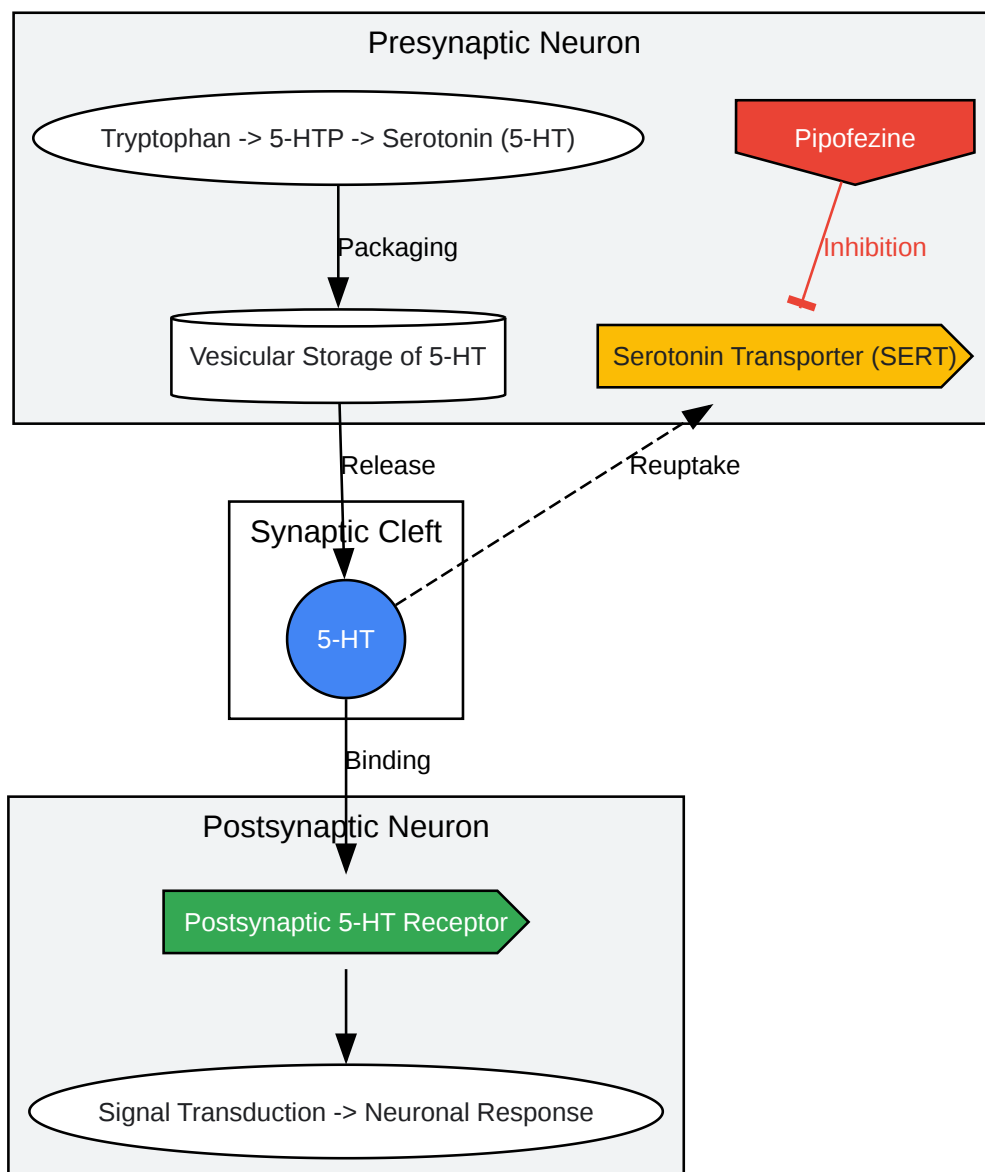 Presynaptic Neuron
Tryptophan -> 5-HTP -> Serotonin (5-HT)
Pipofezine
Packaging
Inhibition
Vesicular Storage of 5-HT
Serotonin Transporter (SERT)
Release
Reuptake
Synaptic Cleft
5-HT
Binding
Postsynaptic Neuron
Postsynaptic 5-HT Receptor
Signal Transduction -> Neuronal Response